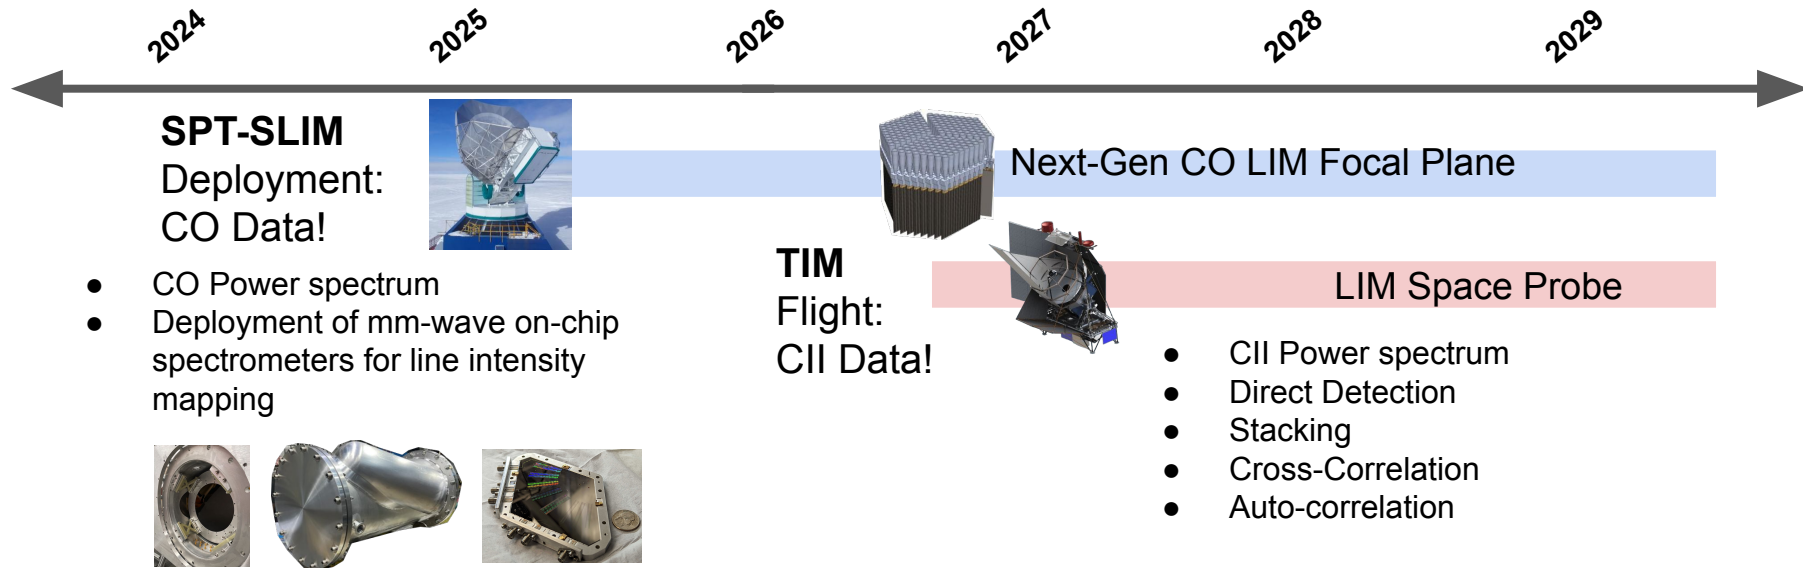 2024
2025
2026
2027
2028
2029
SPT-SLIM
Deployment:
CO Data!
● CO Power spectrum
● Deployment of mm-wave on-chip
spectrometers for line intensity
mapping
Next-Gen CO LIM Focal Plane
TIM
Flight:
CII Data!
LIM Space Probe
● CII Power spectrum
● Direct Detection
● Stacking
● Cross-Correlation
● Auto-correlation